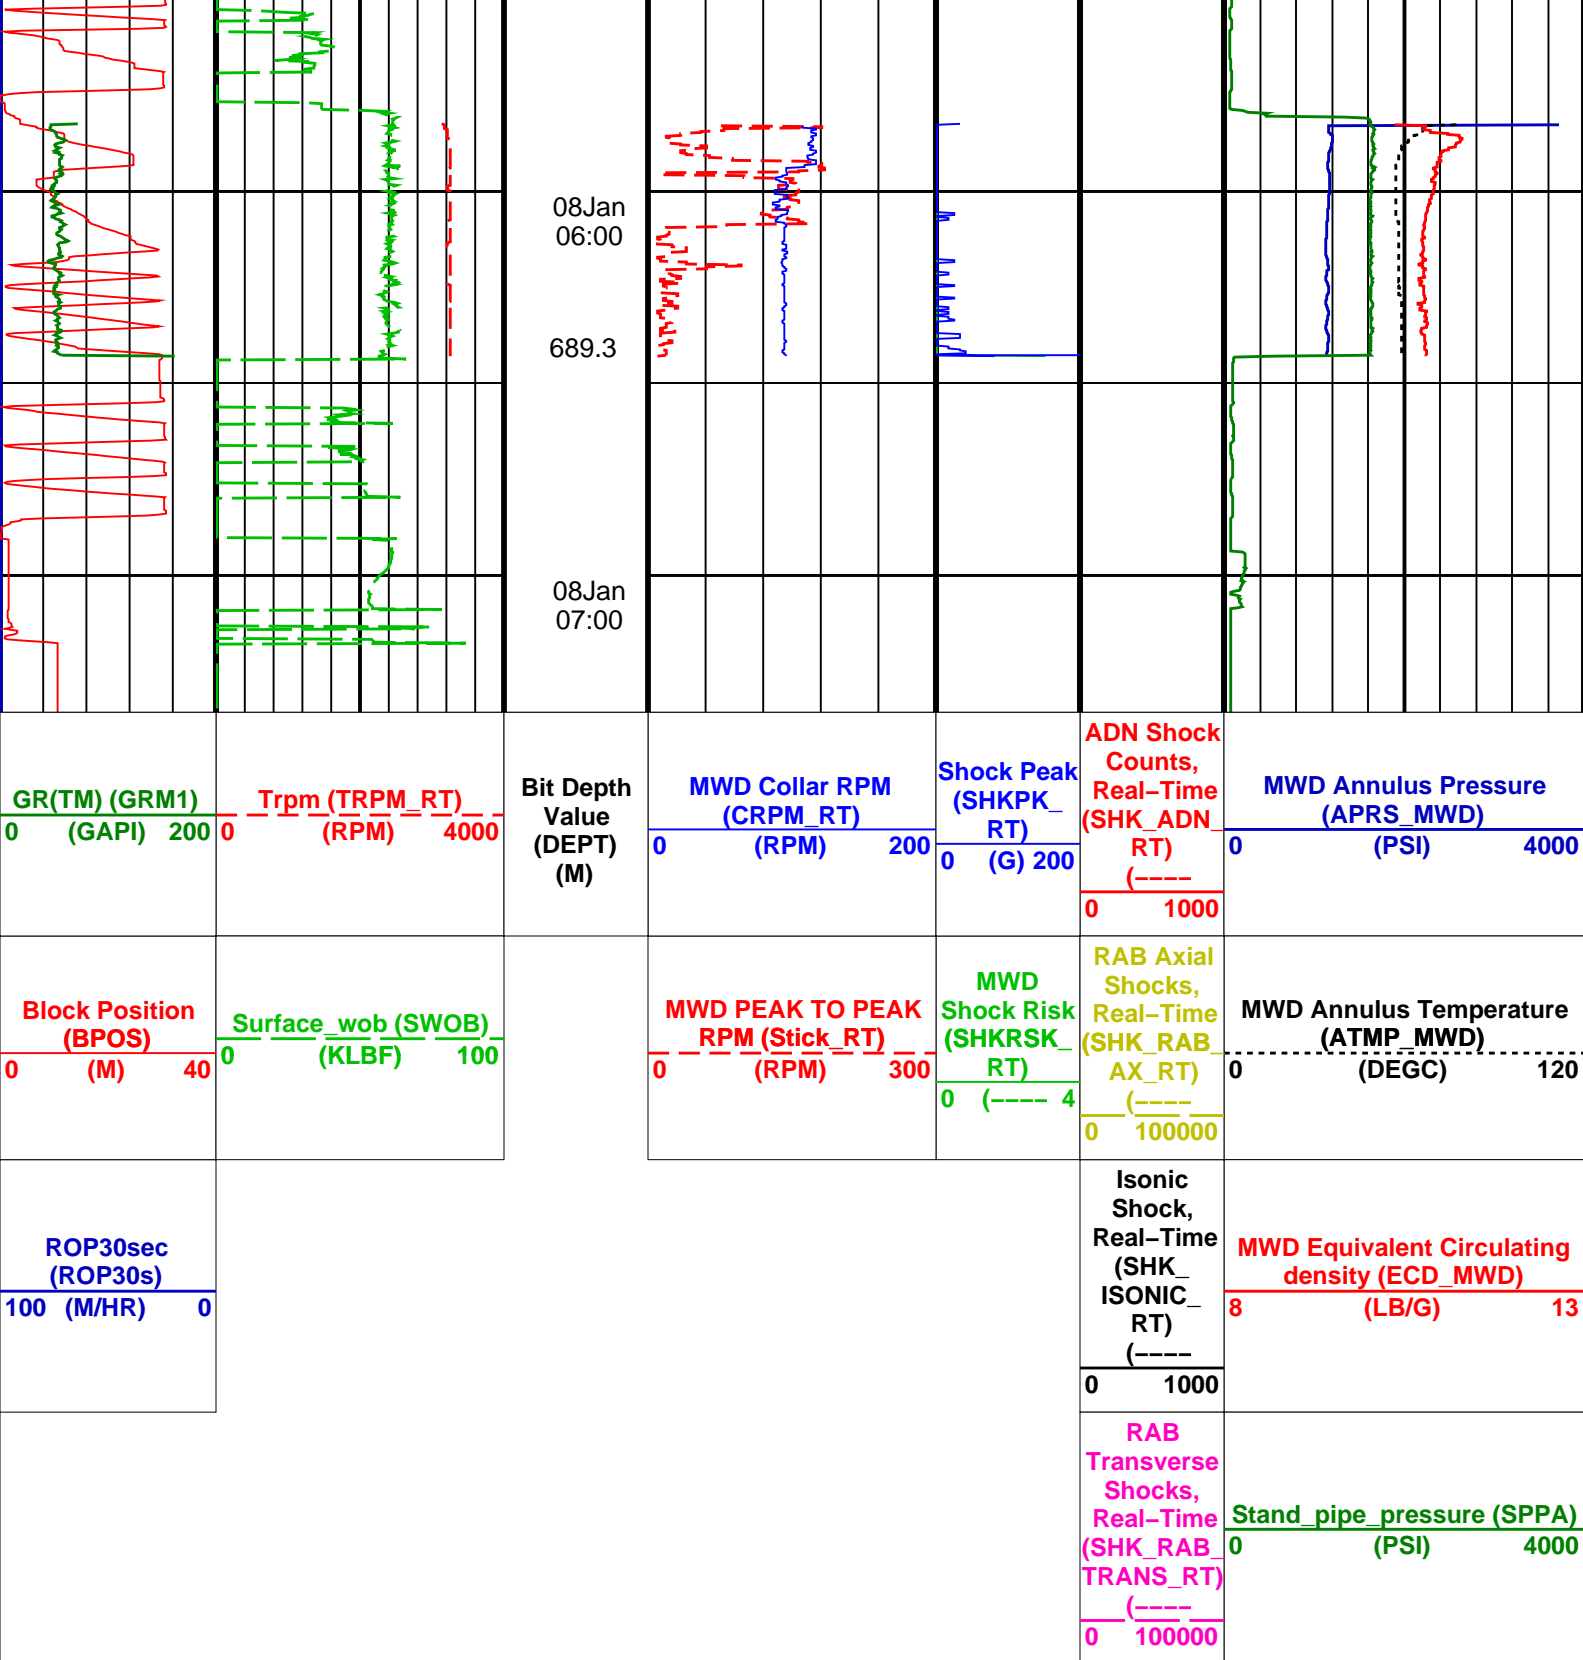 08Jan
06:00
689.3
08Jan
07:00
GR(TM) (GRM1)
0 (GAPI) 200
Trpm (TRPM_RT)
0 (RPM) 4000
Bit Depth
Value
(DEPT)
(M)
MWD Collar RPM
(CRPM_RT)
0 (RPM) 200
Shock Peak
(SHKPK_
RT)
0 (G) 200
ADN Shock
Counts,
Real−Time
(SHK_ADN_
RT)
(−−−−
0 1000
MWD Annulus Pressure
(APRS_MWD)
0 (PSI) 4000
Block Position
(BPOS)
0 (M) 40
Surface_wob (SWOB)
0 (KLBF) 100
MWD PEAK TO PEAK
RPM (Stick_RT)
0 (RPM) 300
MWD
Shock Risk
(SHKRSK_
RT)
0 (−−−− 4
RAB Axial
Shocks,
Real−Time
(SHK_RAB_
AX_RT)
(−−−−
0 100000
MWD Annulus Temperature
(ATMP_MWD)
0 (DEGC) 120
ROP30sec
(ROP30s)
100 (M/HR) 0
Isonic
Shock,
Real−Time
(SHK_
ISONIC_
RT)
(−−−−
0 1000
MWD Equivalent Circulating
density (ECD_MWD)
8 (LB/G) 13
RAB
Transverse
Shocks,
Real−Time
(SHK_RAB_
TRANS_RT)
(−−−−
0 100000
Stand_pipe_pressure (SPPA)
0 (PSI) 4000